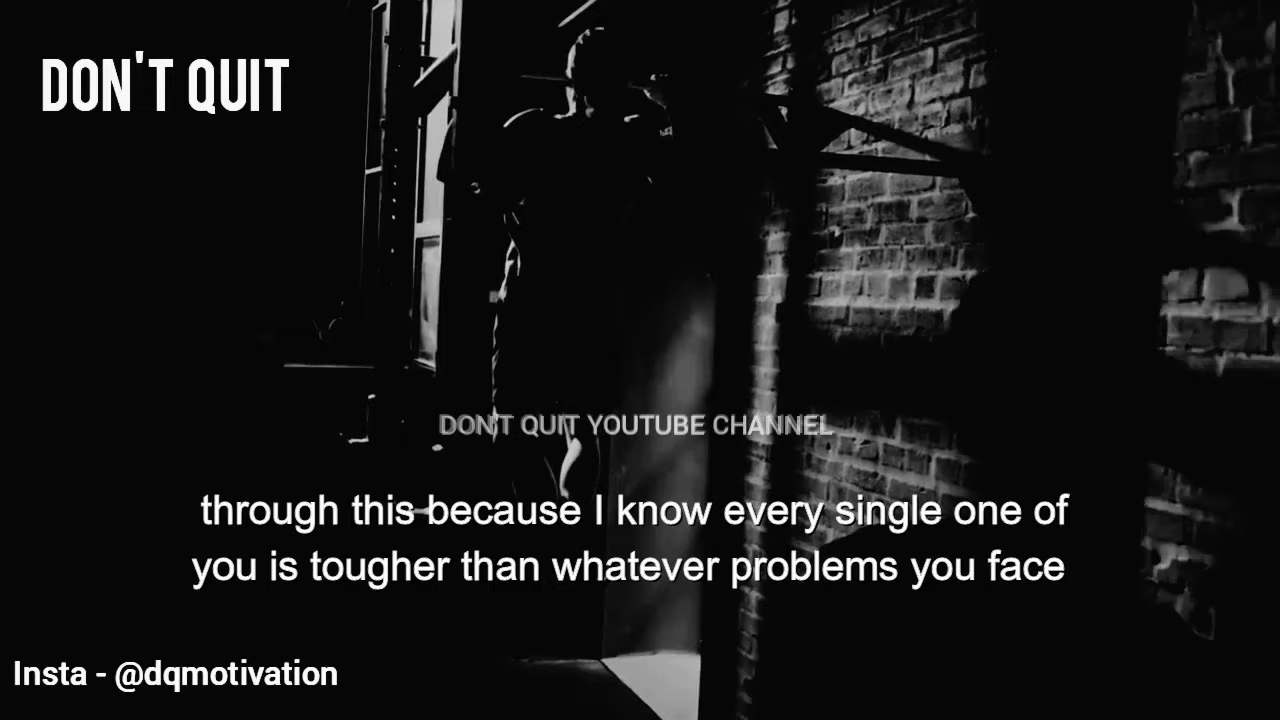 DON'T QUIT
DON'T QUIT YOUTUBE CHANNEL
through this because I know every single one of
you is tougher than whatever problems you face
Insta - @dqmotivation